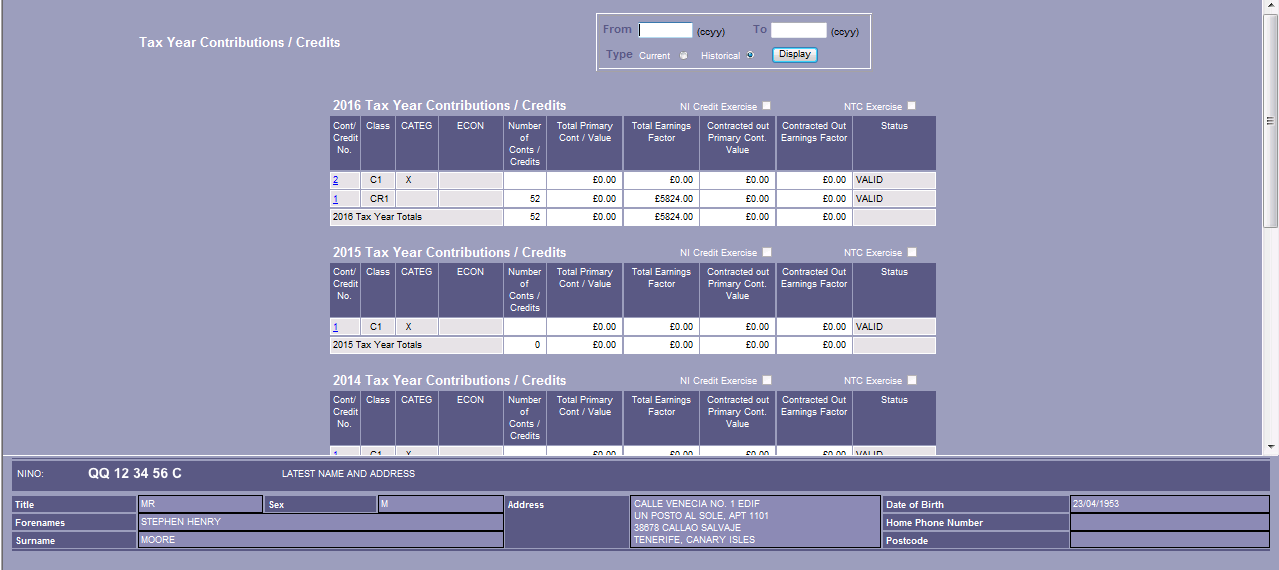 Tax Year Contributions / Credits
From (ccyy) To (ccyy)
Type Current Historical Display
2016 Tax Year Contributions / Credits NI Credit Exercise NTC Exercise
Cont/ Credit No. Class CATEG ECON Number of Conts / Credits Total Primary Cont / Value Total Earnings Factor Contracted out Primary Cont. Value Contracted Out Earnings Factor Status
2 C1 X £0.00 £0.00 £0.00 £0.00 VALID
1 CR1 52 £0.00 £5824.00 £0.00 £0.00 VALID
2016 Tax Year Totals 52 £0.00 £5824.00 £0.00 £0.00
2015 Tax Year Contributions / Credits NI Credit Exercise NTC Exercise
Cont/ Credit No. Class CATEG ECON Number of Conts / Credits Total Primary Cont / Value Total Earnings Factor Contracted out Primary Cont. Value Contracted Out Earnings Factor Status
1 C1 X £0.00 £0.00 £0.00 £0.00 VALID
2015 Tax Year Totals 0 £0.00 £0.00 £0.00 £0.00
2014 Tax Year Contributions / Credits NI Credit Exercise NTC Exercise
Cont/ Credit No. Class CATEG ECON Number of Conts / Credits Total Primary Cont / Value Total Earnings Factor Contracted out Primary Cont. Value Contracted Out Earnings Factor Status
1 C1 X £0.00 £0.00 £0.00 £0.00 VALID
NINO: QQ 12 34 56 C LATEST NAME AND ADDRESS
Title MR Sex M Address CALLE VENECIA NO. 1 EDIF Date of Birth 23/04/1953
Forenames STEPHEN HENRY UN POSTO AL SOLE, APT 1101 Home Phone Number
38678 CALLAO SALVAJE
Surname MOORE TENERIFE, CANARY ISLES Postcode